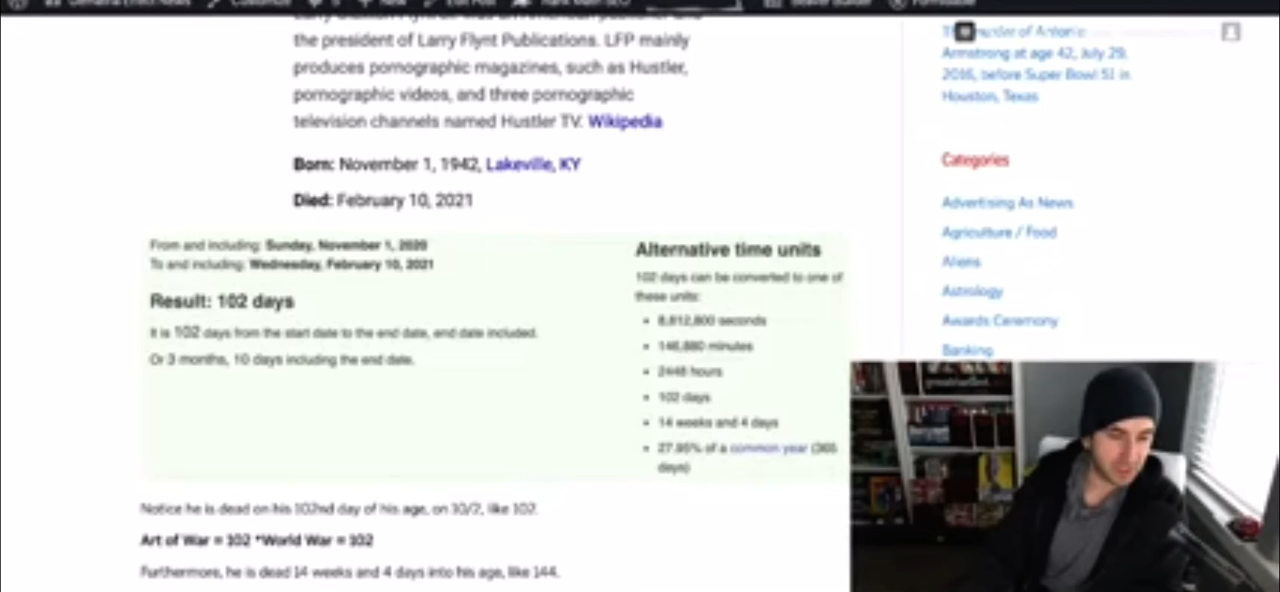 Customize
New
Edit Post
the president of Larry Flynt Publications. LFP mainly
produces pornographic magazines, such as Hustler,
pornographic videos, and three pornographic
television channels named Hustler TV. Wikipedia
Born: November 1, 1942, Lakeville, KY
Died: February 10, 2021
From and including: Sunday, November 1, 2020
To and including: Wednesday, February 10, 2021
Result: 102 days
It is 102 days from the start date to the end date, end date included.
Or 3 months, 10 days including the end date.
Alternative time units
102 days can be converted to one of
these units:
• 8,812,800 seconds
• 146,880 minutes
• 2448 hours
• 102 days
• 14 weeks and 4 days
• 27.95% of a common year (365
days)
Notice he is dead on his 102nd day of his age, on 10/2, like 102.
Art of War = 102 *World War = 102
Furthermore, he is dead 14 weeks and 4 days into his age, like 144.
murder of Antonio
Armstrong at age 42, July 29,
2016, before Super Bowl 51 in
Houston, Texas
Categories
Advertising As News
Agriculture / Food
Aliens
Astrology
Awards Ceremony
Banking